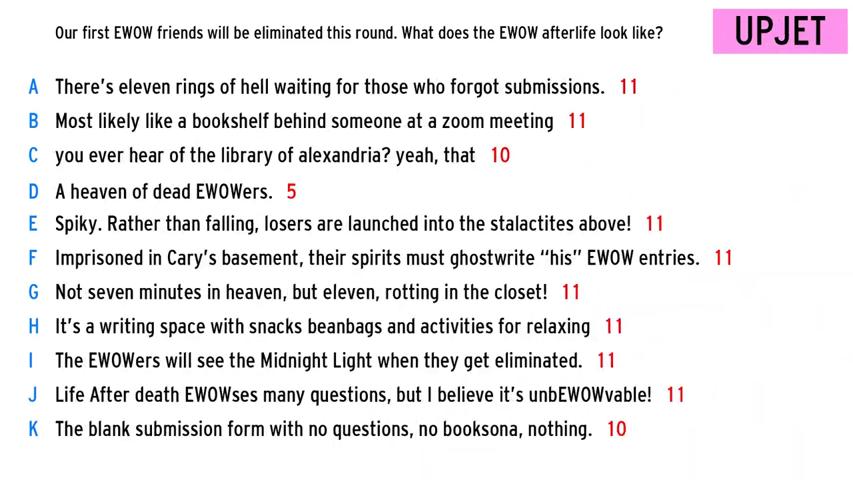 Our first EWOW friends will be eliminated this round. What does the EWOW afterlife look like?
UPJET
A There's eleven rings of hell waiting for those who forgot submissions. 11
B Most likely like a bookshelf behind someone at a zoom meeting 11
C you ever hear of the library of alexandria? yeah, that 10
D A heaven of dead EWOWers. 5
E Spiky. Rather than falling, losers are launched into the stalactites above! 11
F Imprisoned in Cary's basement, their spirits must ghostwrite “his” EWOW entries. 11
G Not seven minutes in heaven, but eleven, rotting in the closet! 11
H It's a writing space with snacks beanbags and activities for relaxing 11
I The EWOWers will see the Midnight Light when they get eliminated. 11
J Life After death EWOWses many questions, but I believe it's unbEWOWvable! 11
K The blank submission form with no questions, no booksona, nothing. 10